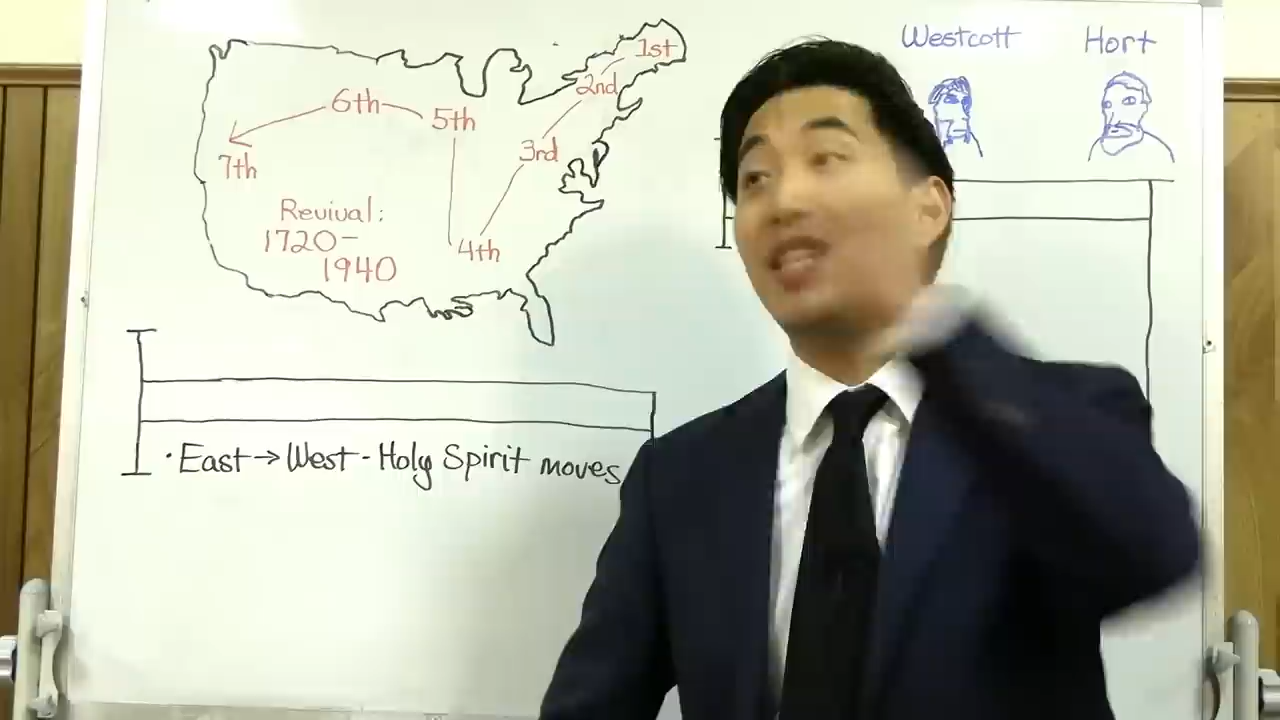 1st
2nd
3rd
4th
5th
6th
7th
Revival:
1720-
1940
· East → West - Holy Spirit moves
Westcott
Hort